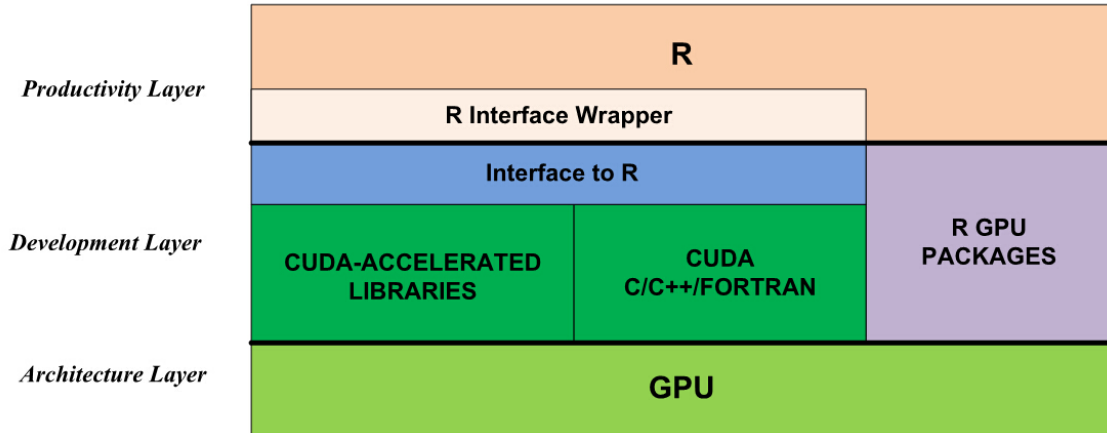 R
Productivity Layer
R Interface Wrapper
Interface to R
Development Layer
CUDA-ACCELERATED
LIBRARIES
CUDA
C/C++/FORTRAN
R GPU
PACKAGES
Architecture Layer
GPU